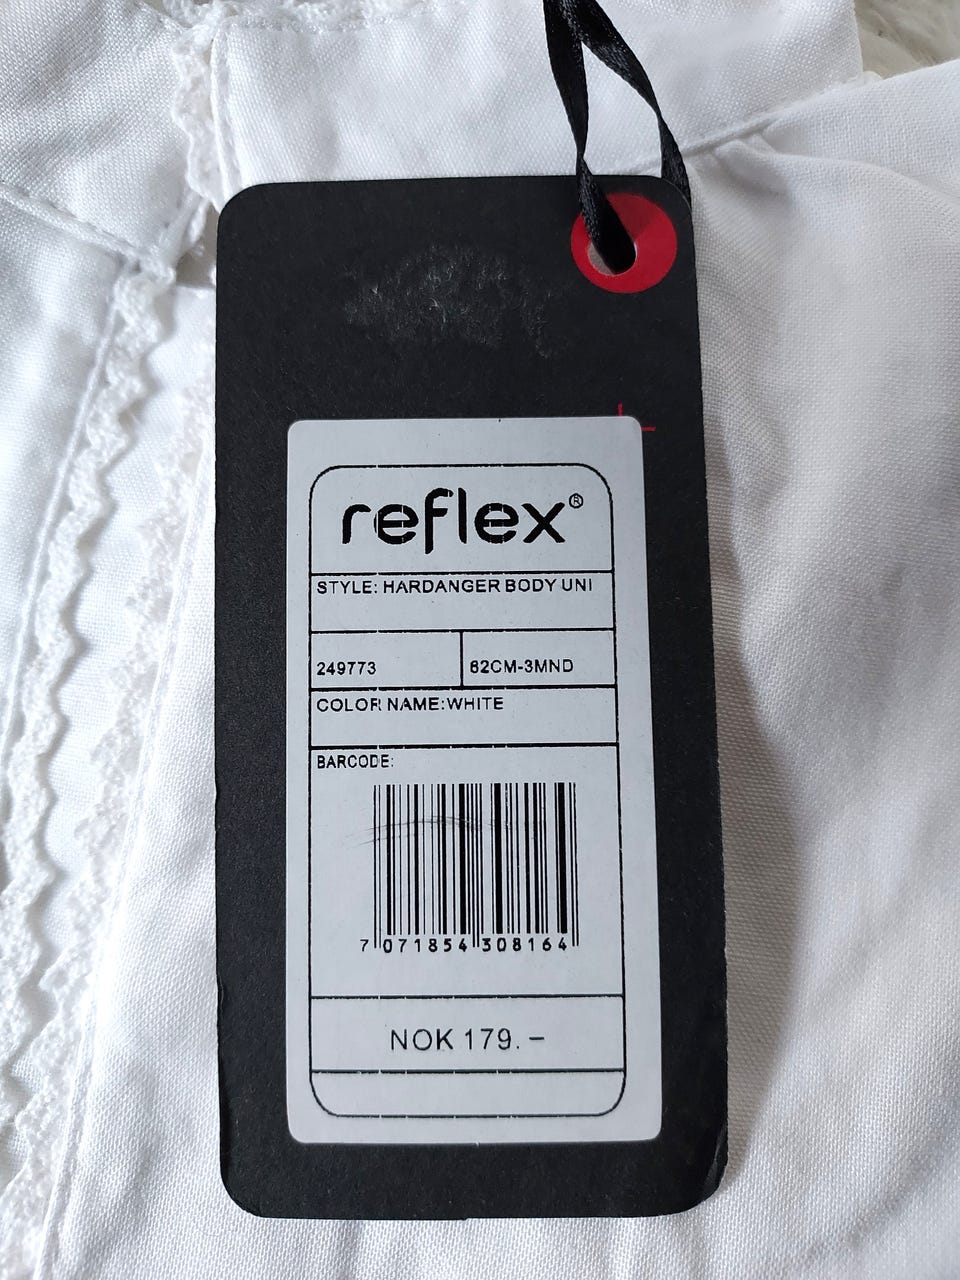 reflex®
STYLE: HARDANGER BODY UNI
249773 62CM-3MND
COLOR NAME:WHITE
BARCODE:
7 071854 308164
NOK 179.-